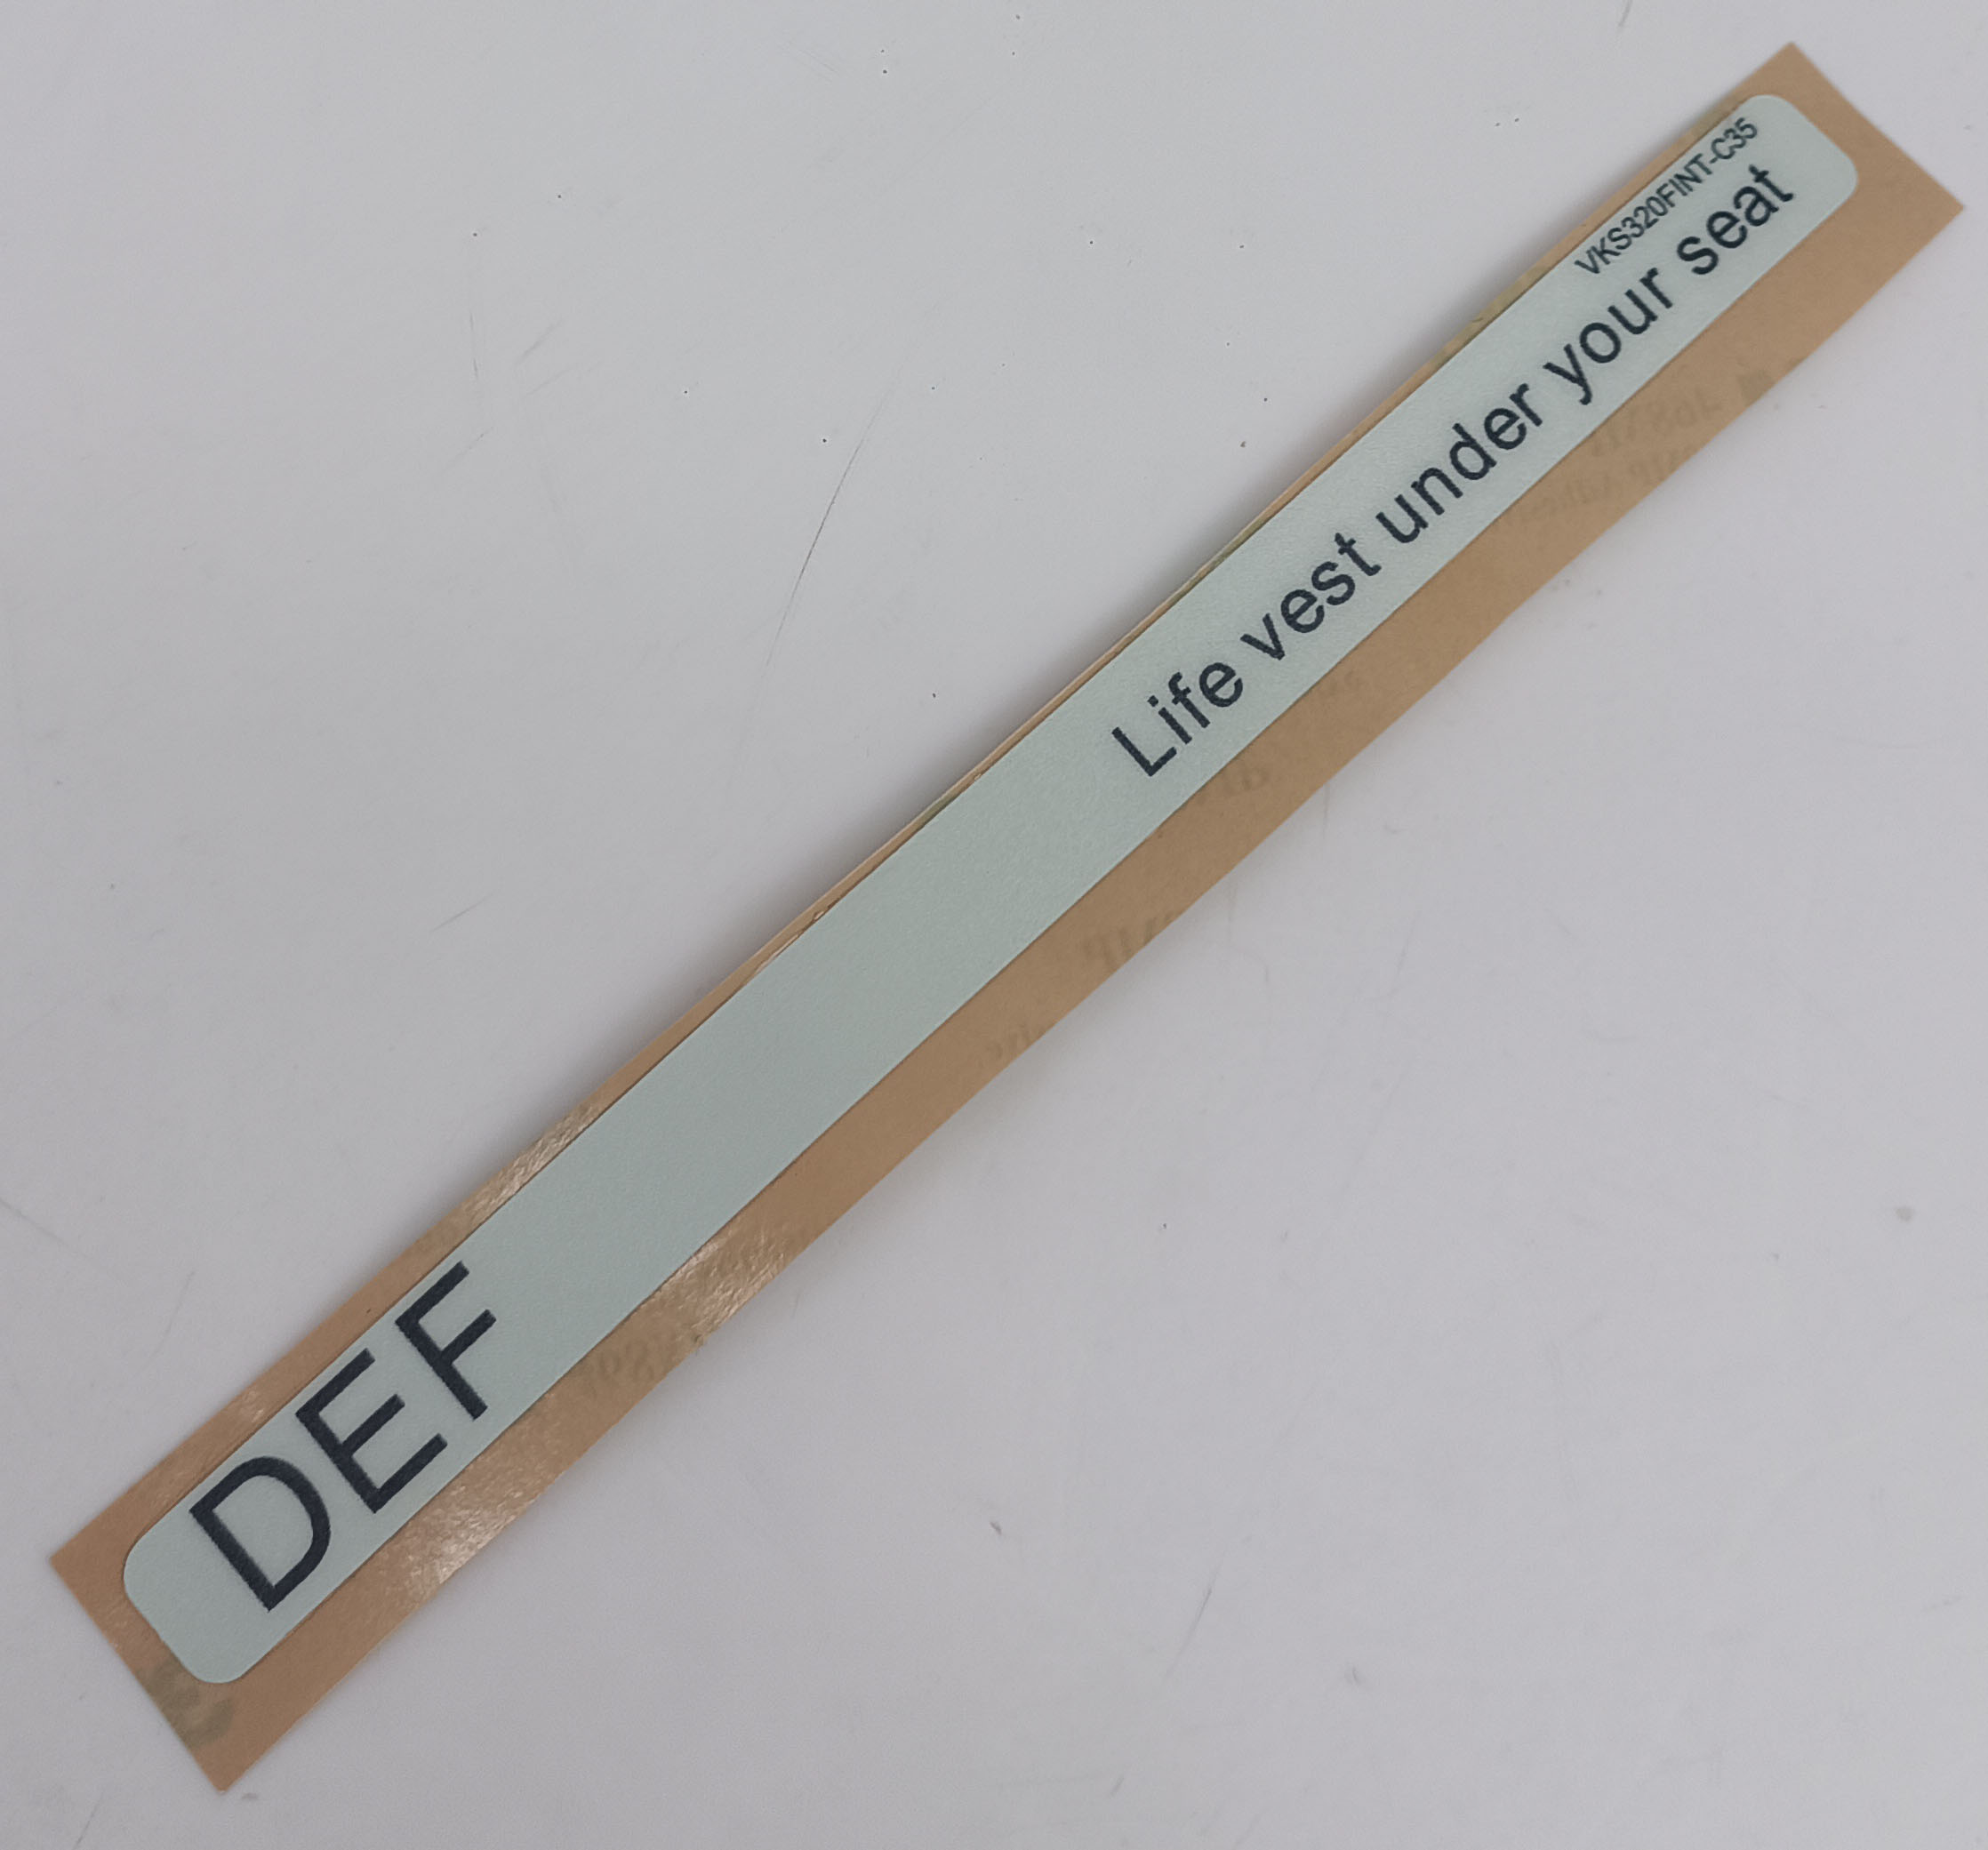 DEF
VKS320FINT-C35
Life vest under your seat